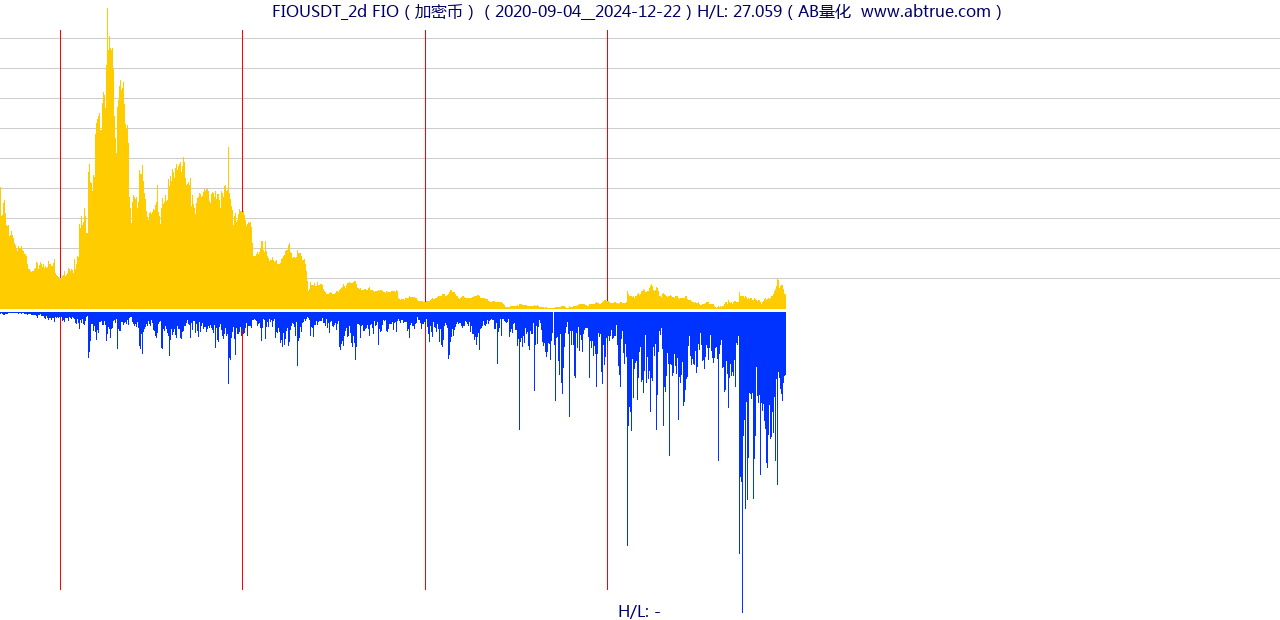 FIOUSDT_2d FIO ( 加密币 ) ( 2020-09-04__2024-12-22 ) H/L: 27.059 ( AB量化  www.abtrue.com )
H/L: -